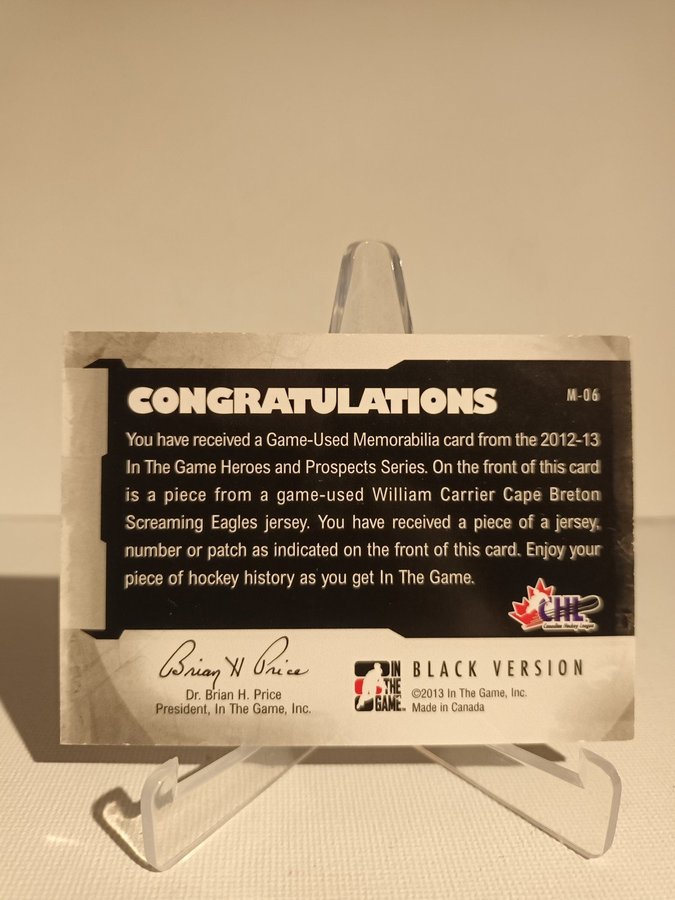 CONGRATULATIONS
M-06
You have received a Game-Used Memorabilia card from the 2012-13
In The Game Heroes and Prospects Series. On the front of this card
is a piece from a game-used William Carrier Cape Breton
Screaming Eagles jersey. You have received a piece of a jersey,
number or patch as indicated on the front of this card. Enjoy your
piece of hockey history as you get In The Game.
CHL
Canadian Hockey League
Brian H Price
Dr. Brian H. Price
President, In The Game, Inc.
IN
THE
GAME
BLACK VERSION
©2013 In The Game, Inc.
Made in Canada